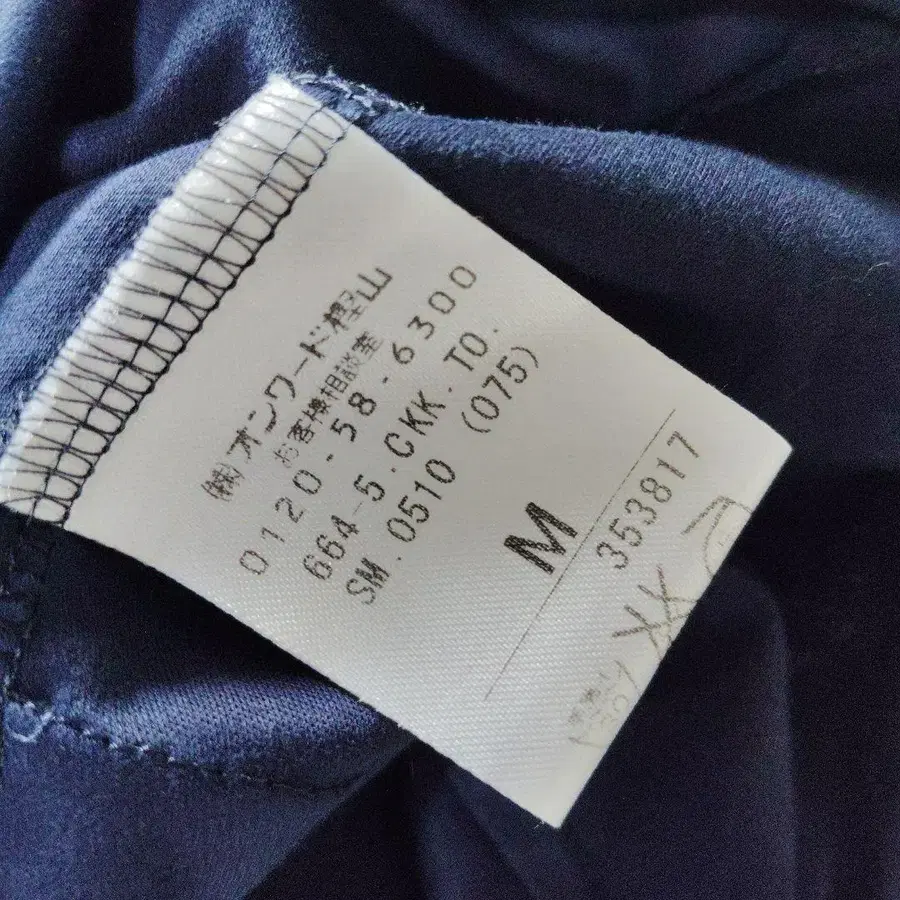 ㈱オンワード樫山
お客様相談室
0120-58-6300
664-5.CKK.TO.
SM.0510 (075)
M
353817